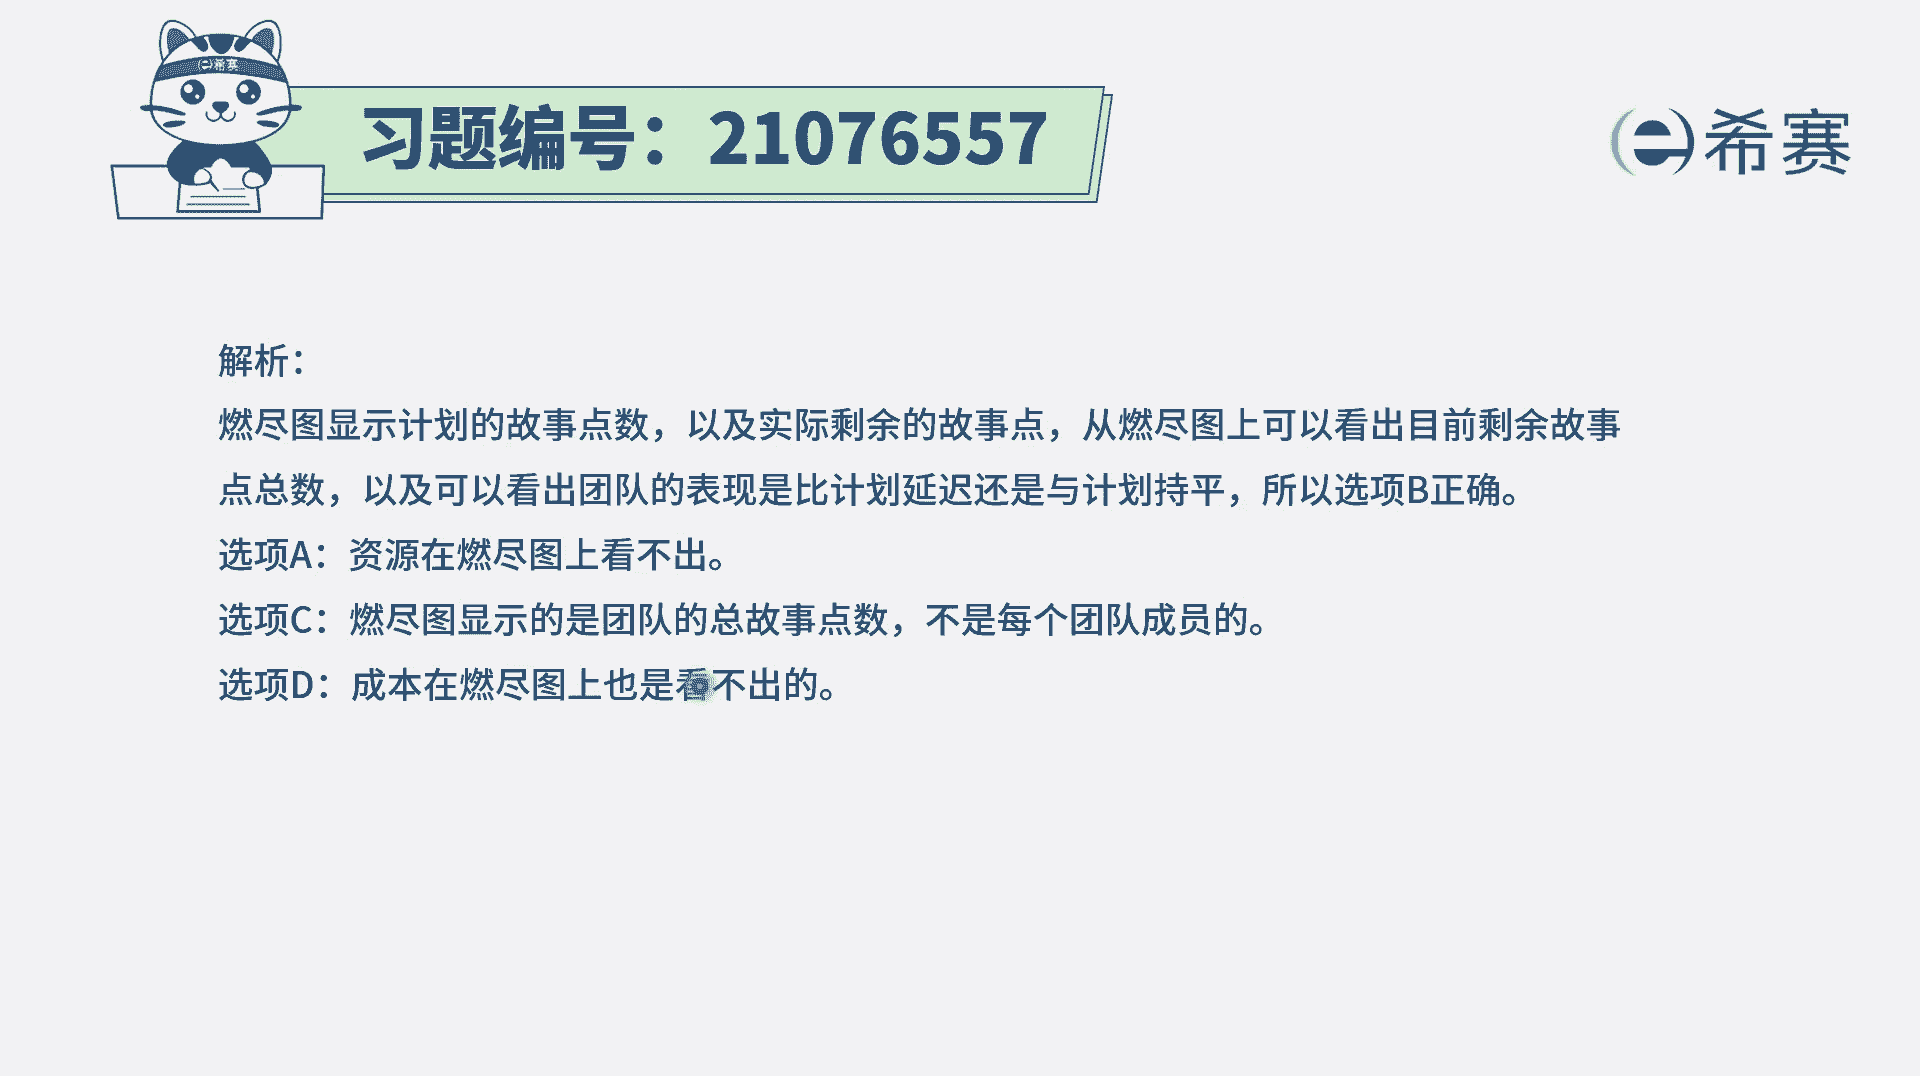 希赛
习题编号：21076557
希赛
解析：
燃尽图显示计划的故事点数，以及实际剩余的故事点，从燃尽图上可以看出目前剩余故事
点总数，以及可以看出团队的表现是比计划延迟还是与计划持平，所以选项B正确。
选项A：资源在燃尽图上看不出。
选项C：燃尽图显示的是团队的总故事点数，不是每个团队成员的。
选项D：成本在燃尽图上也是看不出的。